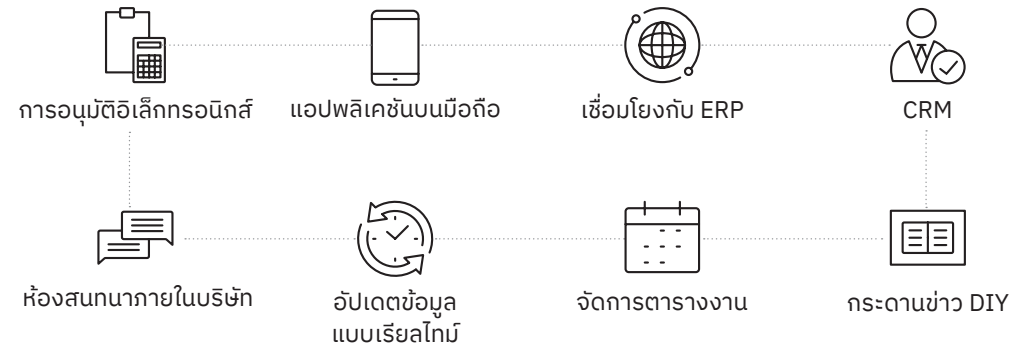 การอนุมัติอิเล็กทรอนิกส์
แอปพลิเคชันบนมือถือ
เชื่อมโยงกับ ERP
CRM
ห้องสนทนาภายในบริษัท
อัปเดตข้อมูล
แบบเรียลไทม์
จัดการตารางงาน
กระดานข่าว DIY